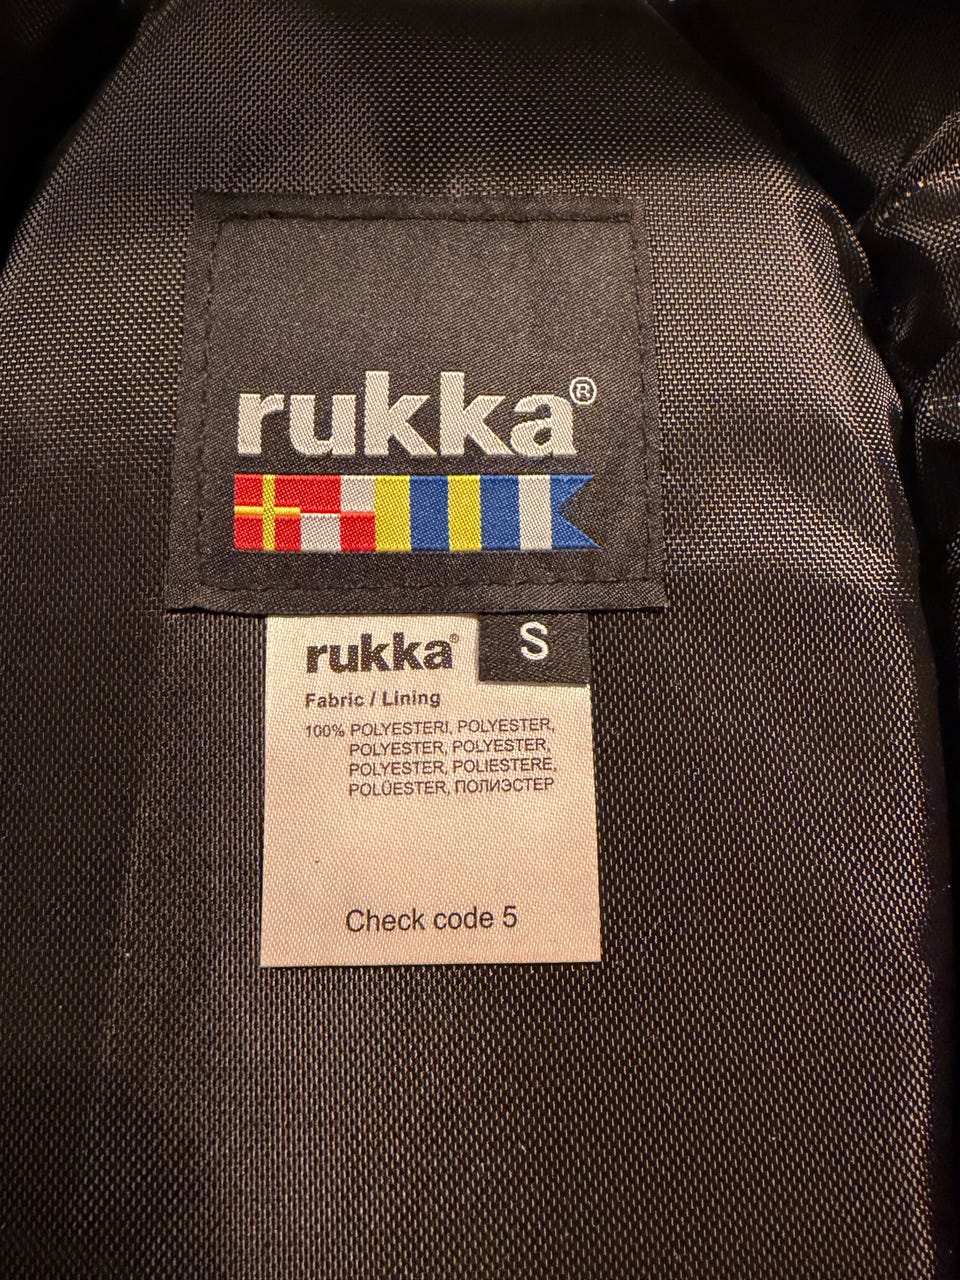 rukka®
rukka®
S
Fabric / Lining
100% POLYESTERI, POLYESTER,
POLYESTER, POLYESTER,
POLYESTER, POLIESTERE,
POLÜESTER, ПОЛИЭСТЕР
Check code 5